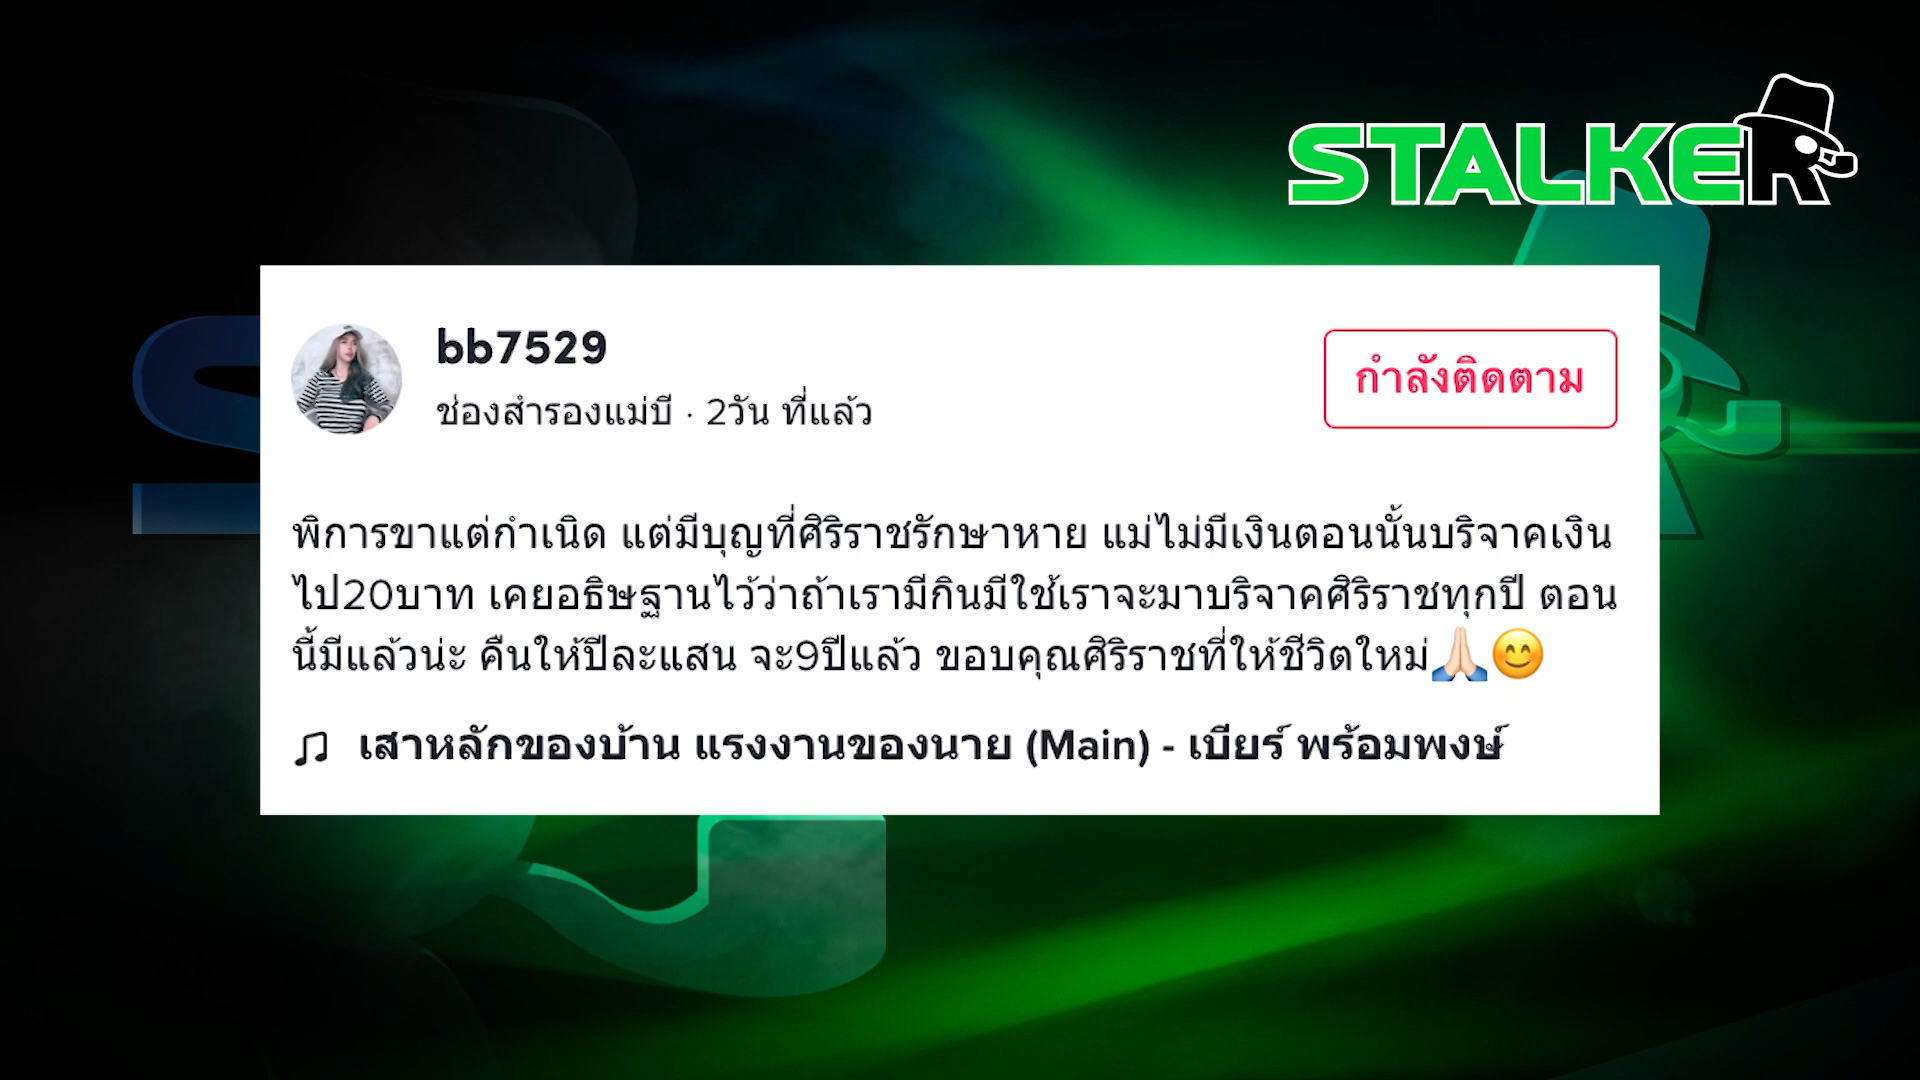 STALKER
bb7529
ช่องสำรองแม่บี · 2วัน ที่แล้ว
กำลังติดตาม
พิการขาแต่กำเนิด แต่มีบุญที่ศิริราชรักษาหาย แม่ไม่มีเงินตอนนั้นบริจาคเงิน
ไป20บาท เคยอธิษฐานไว้ว่าถ้าเรามีกินมีใช้เราจะมาบริจาคศิริราชทุกปี ตอน
นี้มีแล้วน่ะ คืนให้ปีละแสน จะ9ปีแล้ว ขอบคุณศิริราชที่ให้ชีวิตใหม่🙏🏻😊
♫ เสาหลักของบ้าน แรงงานของนาย (Main) - เบียร์ พร้อมพงษ์